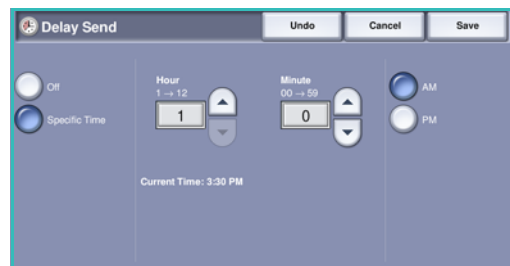 Delay Send
Undo
Cancel
Save
Off
Specific Time
Hour
1 → 12
1
Minute
00 → 59
0
AM
PM
Current Time: 3:30 PM